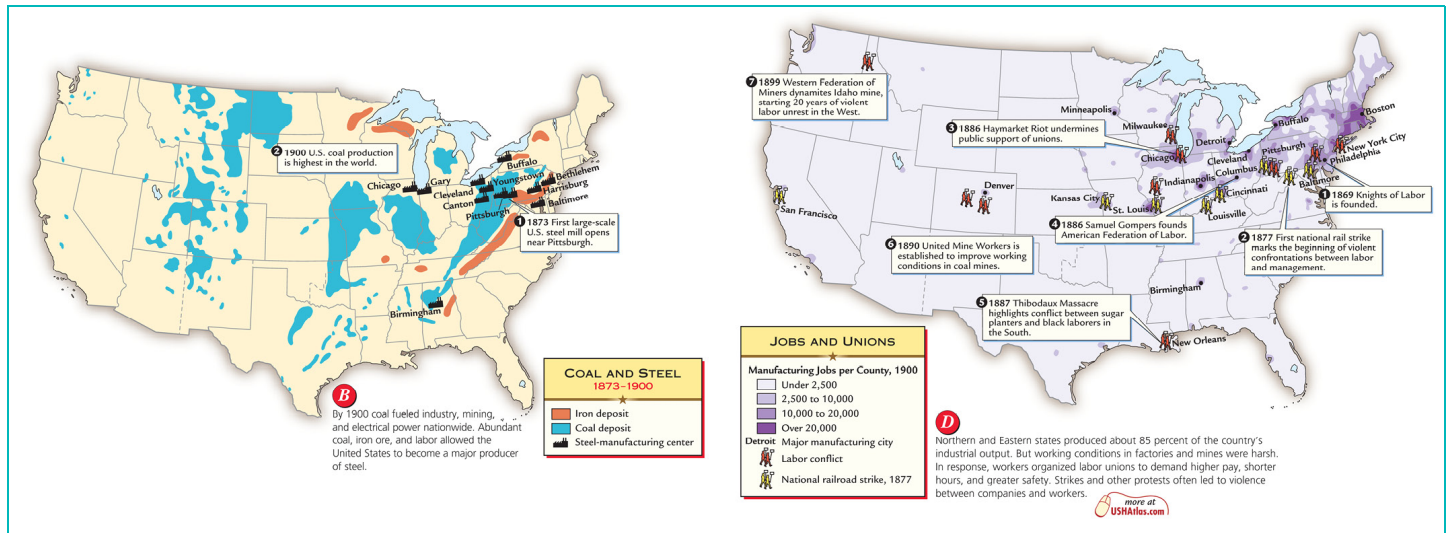 2 1900 U.S. coal production
is highest in the world.
Buffalo
Chicago
Gary
Cleveland
Youngstown
Bethlehem
Canton
Harrisburg
Pittsburgh
Baltimore
1 1873 First large-scale
U.S. steel mill opens
near Pittsburgh.
Birmingham
B
By 1900 coal fueled industry, mining,
and electrical power nationwide. Abundant
coal, iron ore, and labor allowed the
United States to become a major producer
of steel.
COAL AND STEEL
1873–1900
Iron deposit
Coal deposit
Steel-manufacturing center
7 1899 Western Federation of
Miners dynamites Idaho mine,
starting 20 years of violent
labor unrest in the West.
Minneapolis
Milwaukee
Buffalo
Boston
3 1886 Haymarket Riot undermines
public support of unions.
Detroit
Chicago
Cleveland
Pittsburgh
New York City
Philadelphia
Indianapolis
Columbus
Baltimore
Denver
Kansas City
St. Louis
Cincinnati
Louisville
San Francisco
1 1869 Knights of Labor
is founded.
4 1886 Samuel Gompers founds
American Federation of Labor.
2 1877 First national rail strike
marks the beginning of violent
confrontations between labor
and management.
6 1890 United Mine Workers is
established to improve working
conditions in coal mines.
Birmingham
5 1887 Thibodaux Massacre
highlights conflict between sugar
planters and black laborers in
the South.
New Orleans
JOBS AND UNIONS
Manufacturing Jobs per County, 1900
Under 2,500
2,500 to 10,000
10,000 to 20,000
Over 20,000
Detroit Major manufacturing city
Labor conflict
National railroad strike, 1877
D
Northern and Eastern states produced about 85 percent of the country's
industrial output. But working conditions in factories and mines were harsh.
In response, workers organized labor unions to demand higher pay, shorter
hours, and greater safety. Strikes and other protests often led to violence
between companies and workers.
more at
USHAtlas.com